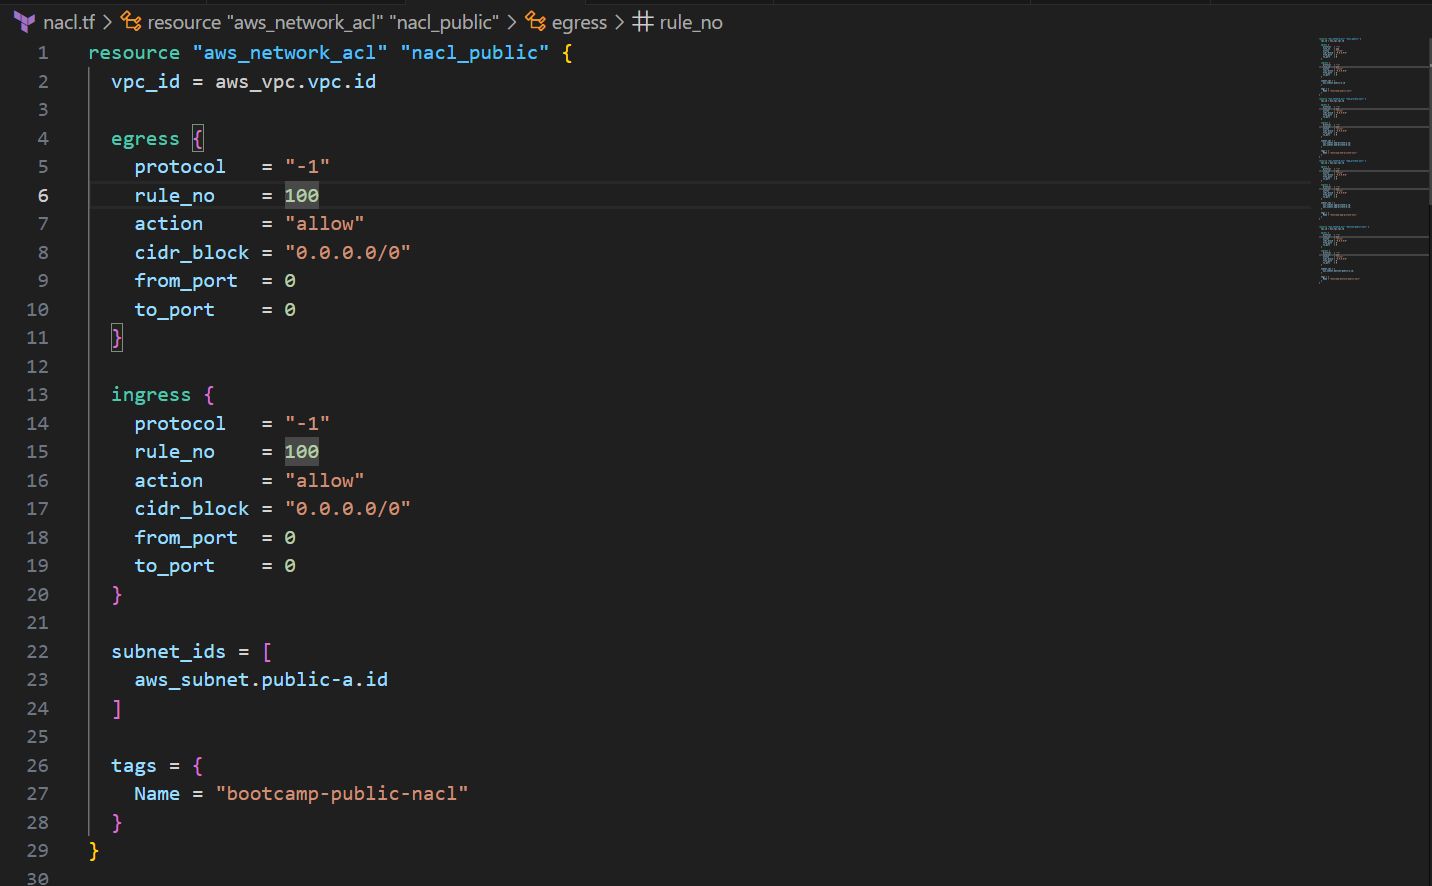 nacl.tf > resource "aws_network_acl" "nacl_public" > egress > # rule_no
1 resource "aws_network_acl" "nacl_public" {
2   vpc_id = aws_vpc.vpc.id
3
4   egress {
5     protocol   = "-1"
6     rule_no    = 100
7     action     = "allow"
8     cidr_block = "0.0.0.0/0"
9     from_port  = 0
10     to_port    = 0
11   }
12
13   ingress {
14     protocol   = "-1"
15     rule_no    = 100
16     action     = "allow"
17     cidr_block = "0.0.0.0/0"
18     from_port  = 0
19     to_port    = 0
20   }
21
22   subnet_ids = [
23     aws_subnet.public-a.id
24   ]
25
26   tags = {
27     Name = "bootcamp-public-nacl"
28   }
29 }
30